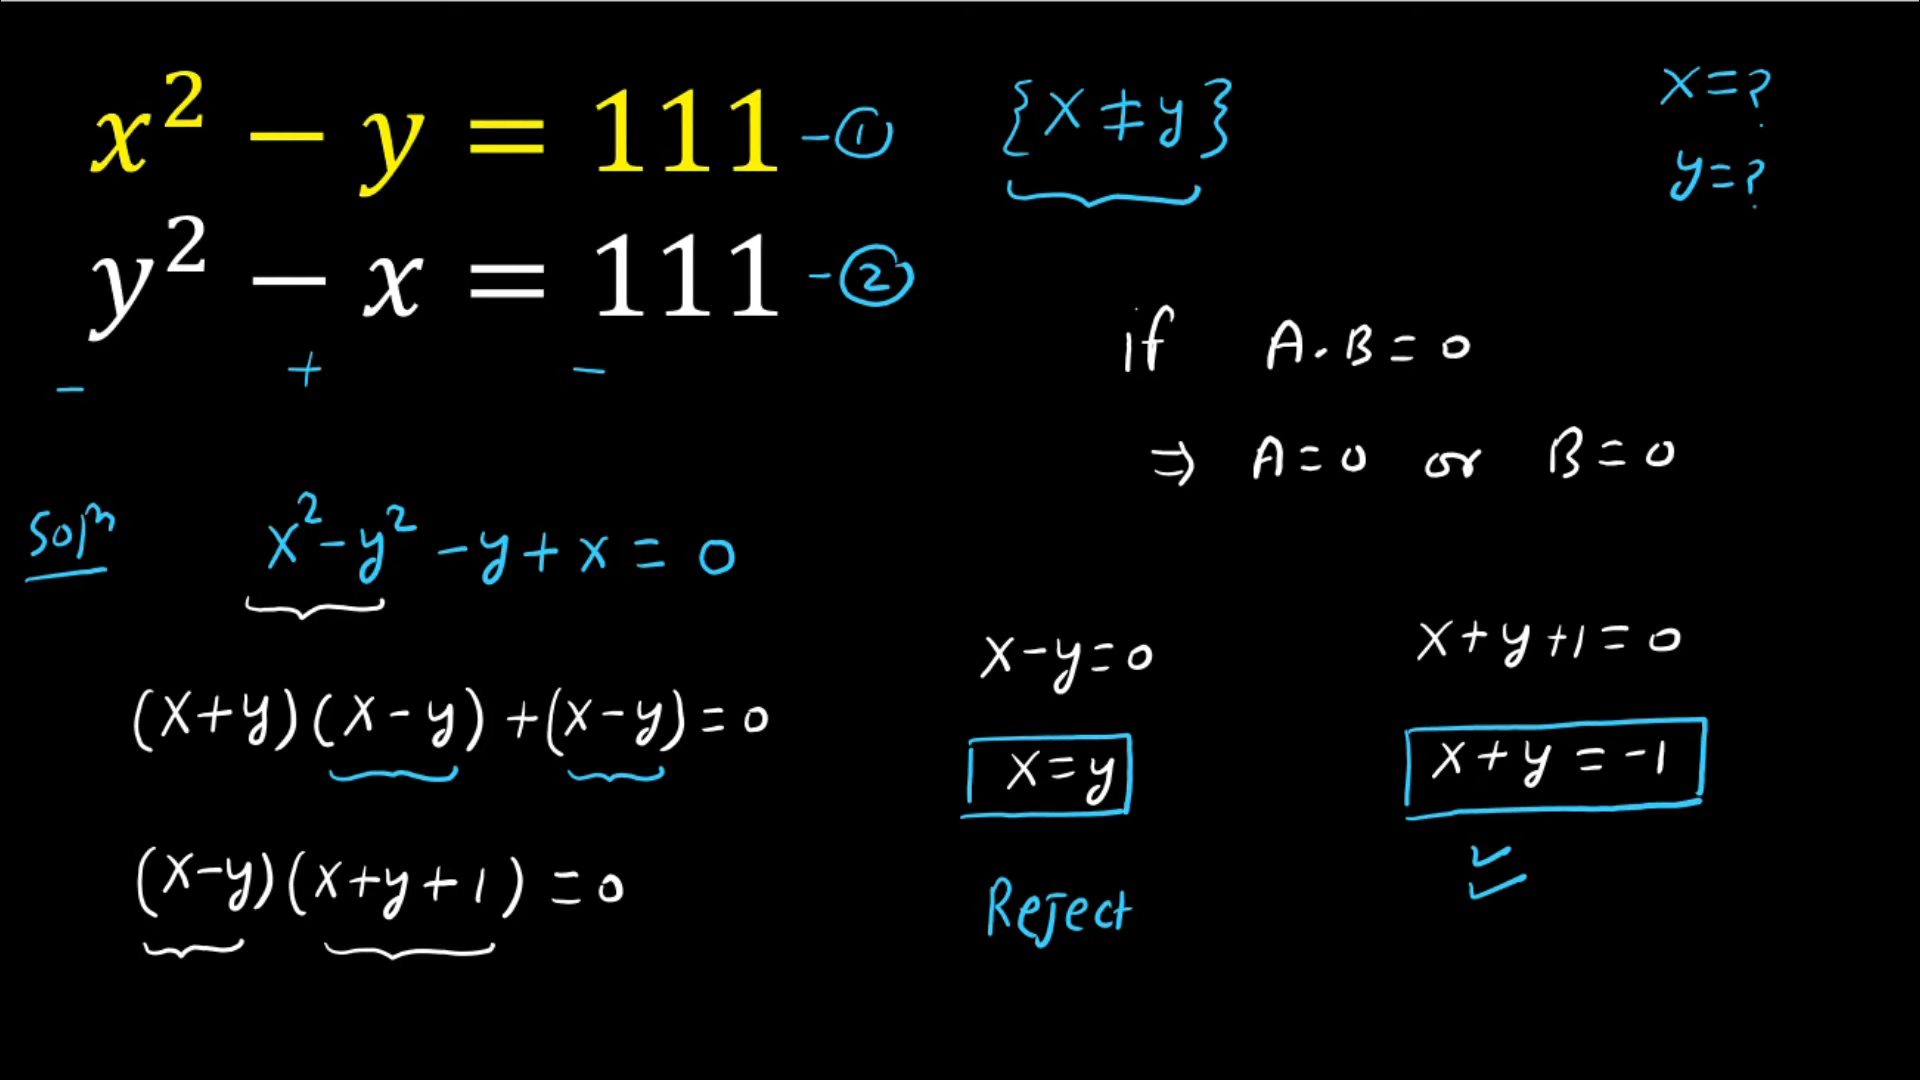 x² − y = 111 -①
{x ≠ y}
x = ?
y = ?
y² − x = 111 -②
- + -
if A.B = 0
⇒ A = 0 or B = 0
Solⁿ x² - y² - y + x = 0
(x+y)(x-y) + (x-y) = 0
(x-y)(x+y+1) = 0
x-y = 0
x = y
Reject
x+y+1 = 0
x+y = -1